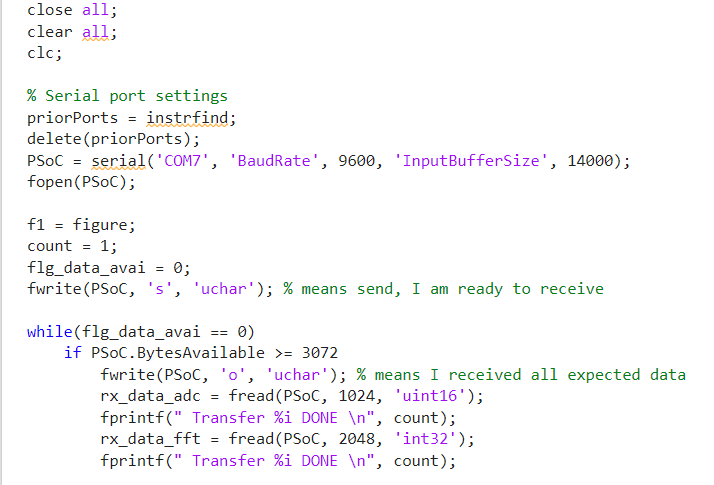 close all;
clear all;
clc;
% Serial port settings
priorPorts = instrfind;
delete(priorPorts);
PSoC = serial('COM7', 'BaudRate', 9600, 'InputBufferSize', 14000);
fopen(PSoC);
f1 = figure;
count = 1;
flg_data_avai = 0;
fwrite(PSoC, 's', 'uchar'); % means send, I am ready to receive
while(flg_data_avai == 0)
if PSoC.BytesAvailable >= 3072
fwrite(PSoC, 'o', 'uchar'); % means I received all expected data
rx_data_adc = fread(PSoC, 1024, 'uint16');
fprintf(" Transfer %i DONE \n", count);
rx_data_fft = fread(PSoC, 2048, 'int32');
fprintf(" Transfer %i DONE \n", count);